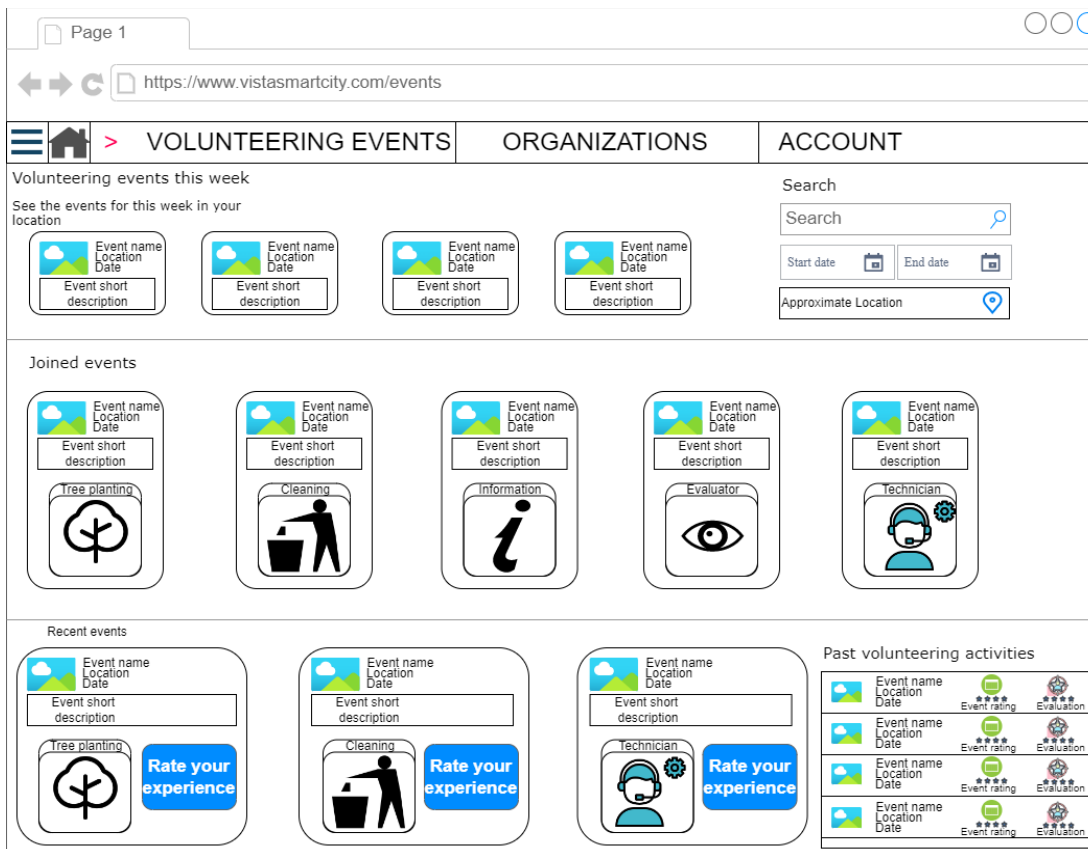 Page 1
https://www.vistasmartcity.com/events
> VOLUNTEERING EVENTS
ORGANIZATIONS
ACCOUNT
Volunteering events this week
See the events for this week in your
location
Event name
Location
Date
Event short
description
Event name
Location
Date
Event short
description
Event name
Location
Date
Event short
description
Event name
Location
Date
Event short
description
Search
Search
Start date
End date
Approximate Location
Joined events
Event name
Location
Date
Event short
description
Tree planting
Event name
Location
Date
Event short
description
Cleaning
Event name
Location
Date
Event short
description
Information
Event name
Location
Date
Event short
description
Evaluator
Event name
Location
Date
Event short
description
Technician
Recent events
Event name
Location
Date
Event short
description
Tree planting
Rate your
experience
Event name
Location
Date
Event short
description
Cleaning
Rate your
experience
Event name
Location
Date
Event short
description
Technician
Rate your
experience
Past volunteering activities
Event name
Location
Date
Event rating
Evaluation
Event name
Location
Date
Event rating
Evaluation
Event name
Location
Date
Event rating
Evaluation
Event name
Location
Date
Event rating
Evaluation